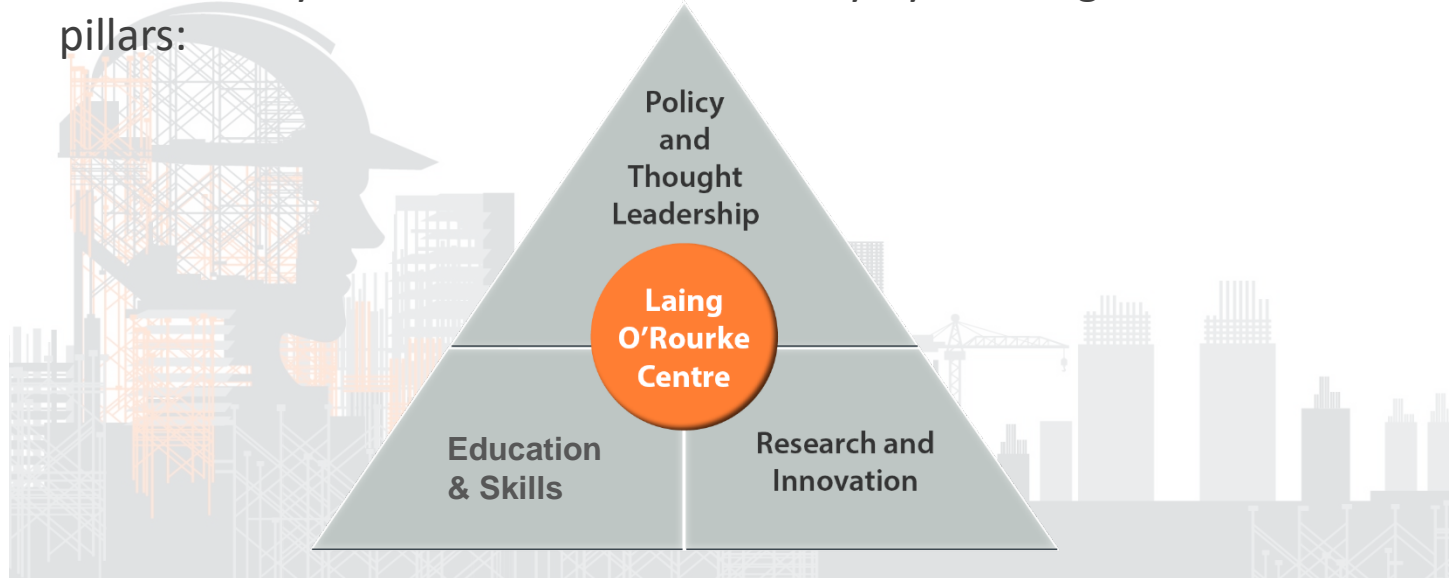 pillars:
Policy
and
Thought
Leadership
Laing
O'Rourke
Centre
Education
& Skills
Research and
Innovation